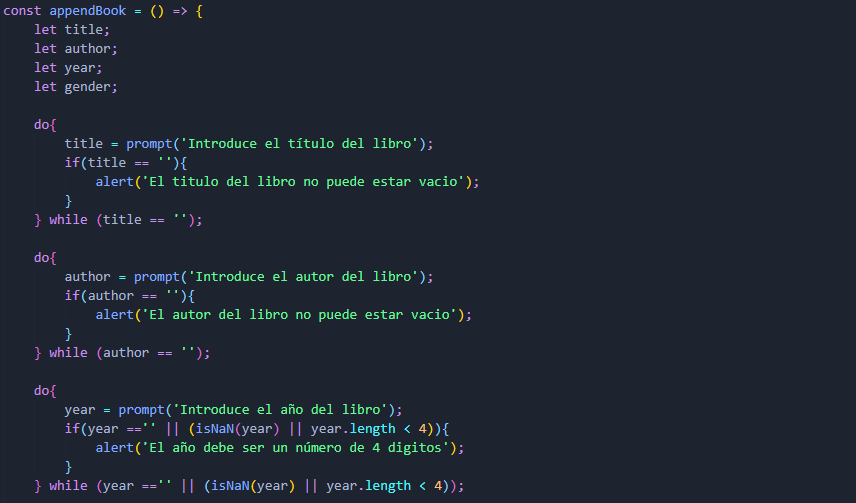 const appendBook = () => {
    let title;
    let author;
    let year;
    let gender;

    do{
        title = prompt('Introduce el título del libro');
        if(title == ''){
            alert('El titulo del libro no puede estar vacio');
        }
    } while (title == '');

    do{
        author = prompt('Introduce el autor del libro');
        if(author == ''){
            alert('El autor del libro no puede estar vacio');
        }
    } while (author == '');

    do{
        year = prompt('Introduce el año del libro');
        if(year =='' || (isNaN(year) || year.length < 4)){
            alert('El año debe ser un número de 4 digitos');
        }
    } while (year =='' || (isNaN(year) || year.length < 4));